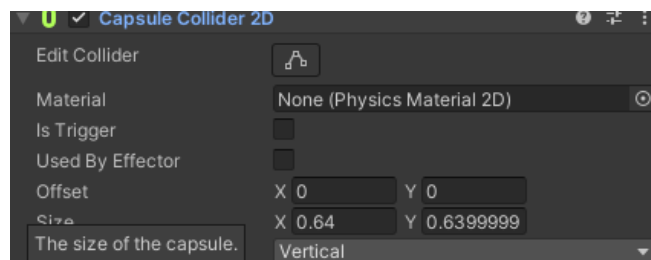 Capsule Collider 2D
Edit Collider
Material None (Physics Material 2D)
Is Trigger
Used By Effector
Offset X 0 Y 0
Size X 0.64 Y 0.6399999
The size of the capsule. Vertical